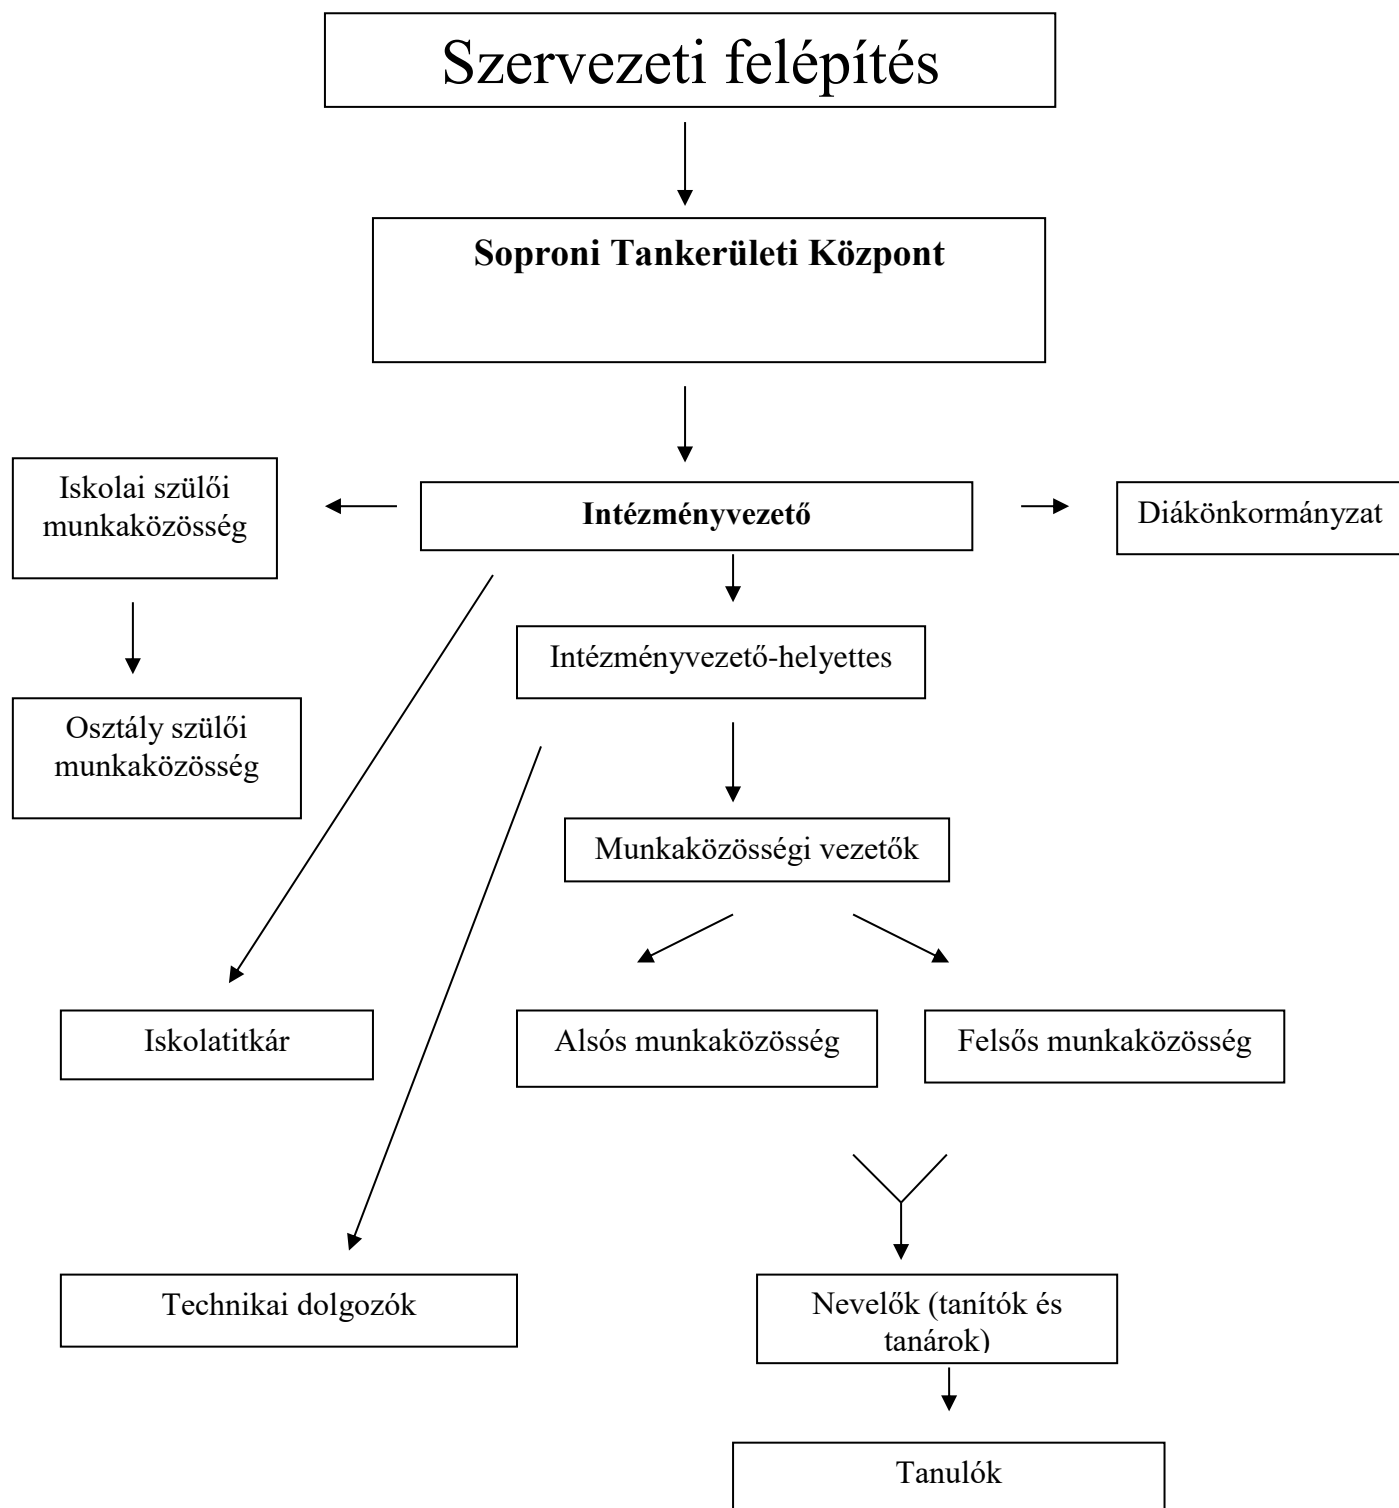 Szervezeti felépítés
Soproni Tankerületi Központ
Iskolai szülői
munkaközösség
Intézményvezető
Diákönkormányzat
Intézményvezető-helyettes
Osztály szülői
munkaközösség
Munkaközösségi vezetők
Iskolatitkár
Alsós munkaközösség
Felsős munkaközösség
Technikai dolgozók
Nevelők (tanítók és
tanárok)
Tanulók